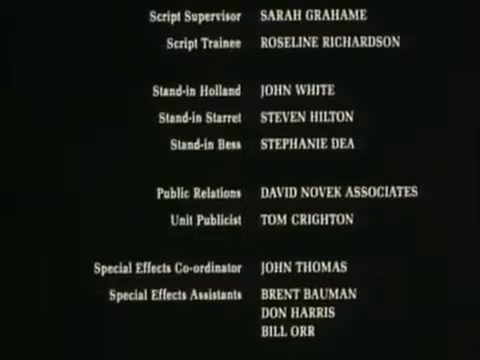 Script Supervisor SARAH GRAHAME
Script Trainee ROSELINE RICHARDSON
Stand-in Holland JOHN WHITE
Stand-in Starret STEVEN HILTON
Stand-in Bess STEPHANIE DEA
Public Relations DAVID NOVEK ASSOCIATES
Unit Publicist TOM CRIGHTON
Special Effects Co-ordinator JOHN THOMAS
Special Effects Assistants BRENT BAUMAN
DON HARRIS
BILL ORR